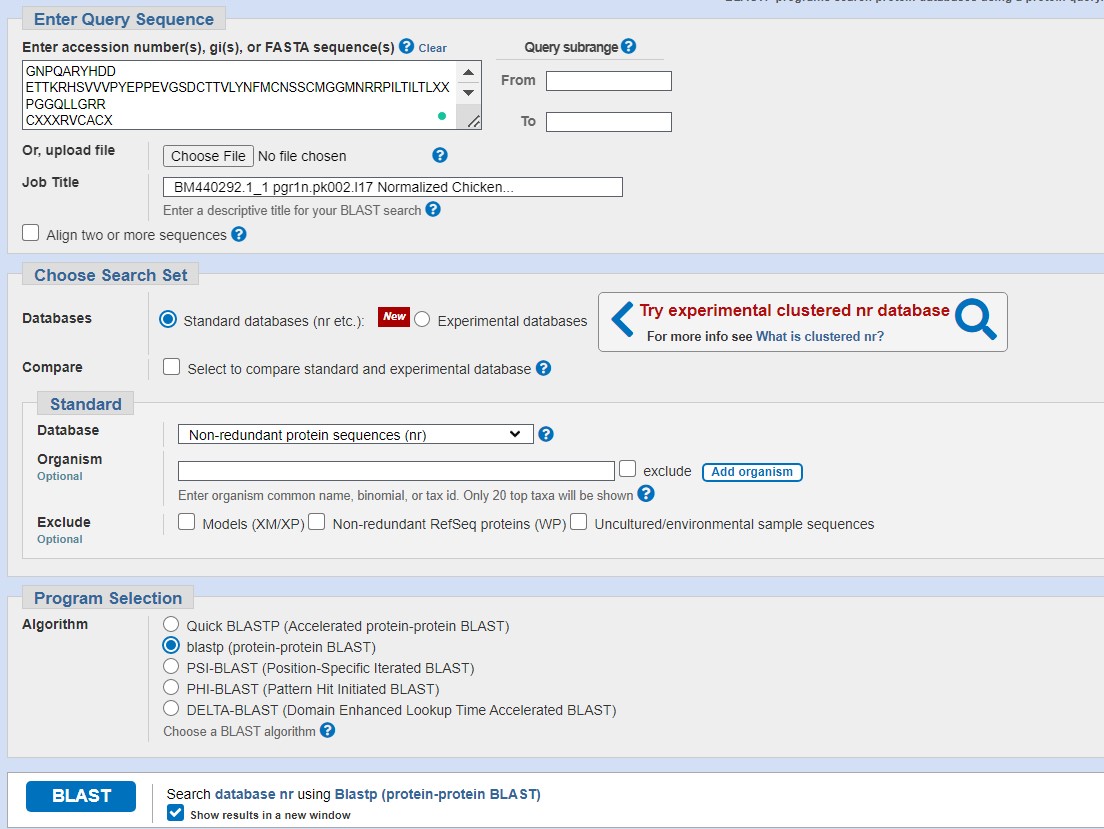 Enter Query Sequence
Enter accession number(s), gi(s), or FASTA sequence(s) ? Clear
Query subrange ?
GNPQARYHDD
ETTKRHSVVVPYEPPEVGSDCTTVLYNFMCNSSCMGGMNRRPILTILTLXX
PGGQLLGRR
CXXXRVCACX
From
To
Or, upload file
Choose File No file chosen ?
Job Title
BM440292.1_1 pgr1n.pk002.l17 Normalized Chicken...
Enter a descriptive title for your BLAST search ?
Align two or more sequences ?
Choose Search Set
Databases
Standard databases (nr etc.): New Experimental databases
Try experimental clustered nr database
For more info see What is clustered nr?
Compare
Select to compare standard and experimental database ?
Standard
Database
Non-redundant protein sequences (nr) ?
Organism
Optional
exclude Add organism
Enter organism common name, binomial, or tax id. Only 20 top taxa will be shown ?
Exclude
Optional
Models (XM/XP) Non-redundant RefSeq proteins (WP) Uncultured/environmental sample sequences
Program Selection
Algorithm
Quick BLASTP (Accelerated protein-protein BLAST)
blastp (protein-protein BLAST)
PSI-BLAST (Position-Specific Iterated BLAST)
PHI-BLAST (Pattern Hit Initiated BLAST)
DELTA-BLAST (Domain Enhanced Lookup Time Accelerated BLAST)
Choose a BLAST algorithm ?
BLAST
Search database nr using Blastp (protein-protein BLAST)
Show results in a new window